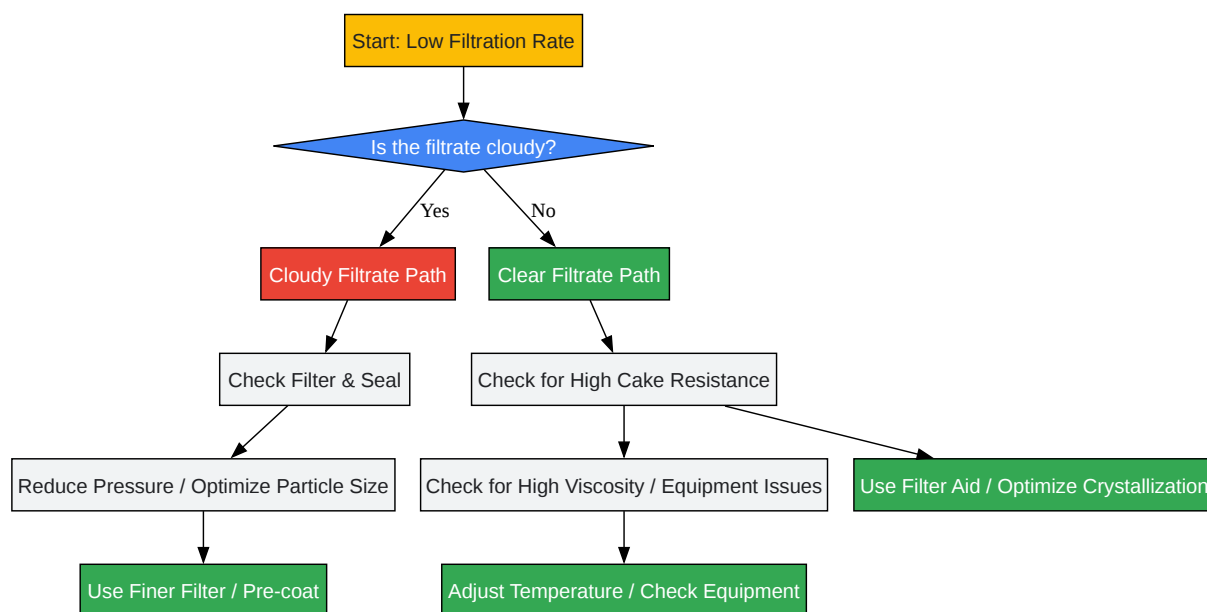 Start: Low Filtration Rate
Is the filtrate cloudy?
Yes
No
Cloudy Filtrate Path
Clear Filtrate Path
Check Filter & Seal
Check for High Cake Resistance
Reduce Pressure / Optimize Particle Size
Check for High Viscosity / Equipment Issues
Use Filter Aid / Optimize Crystallization
Use Finer Filter / Pre-coat
Adjust Temperature / Check Equipment